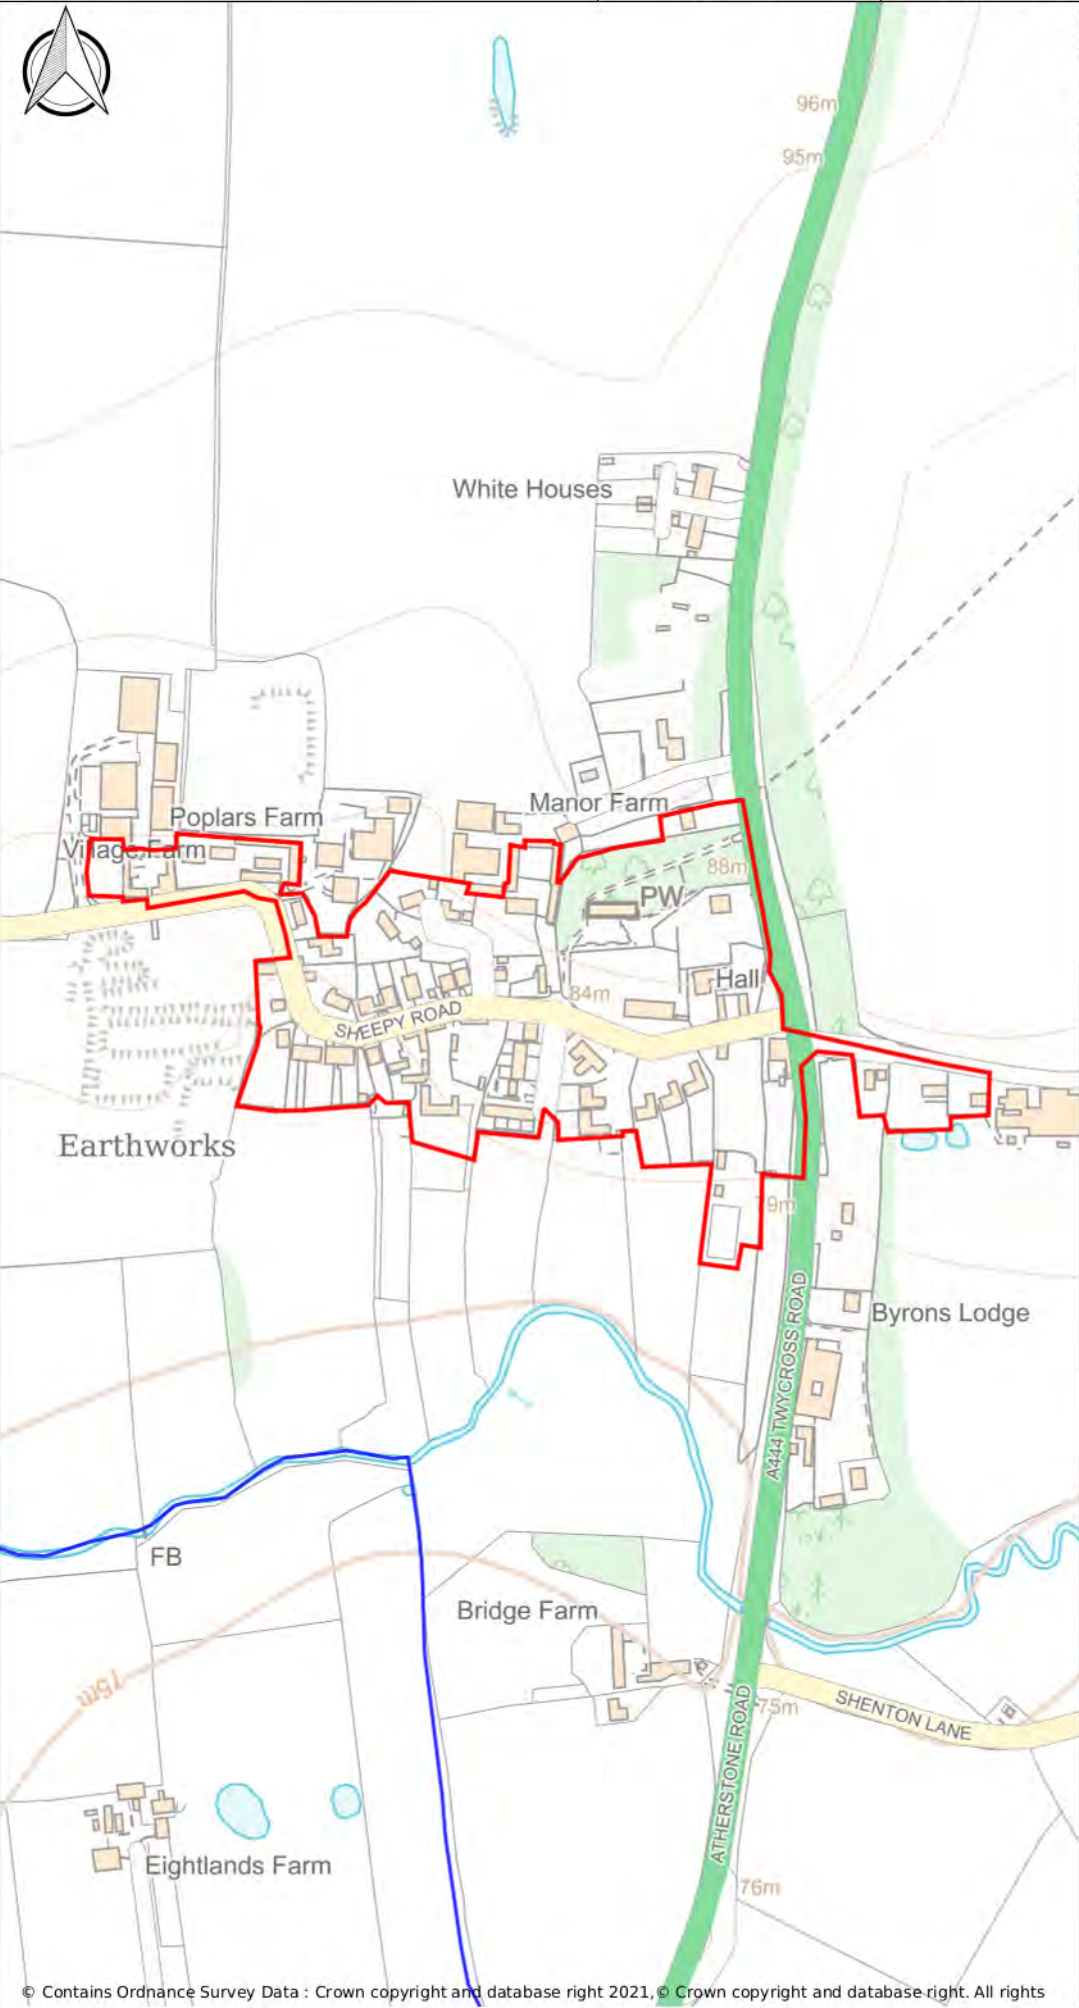 96m
95m
White Houses
Manor Farm
Poplars Farm
Village Farm
88m
PW
Hall
84m
SHEEPY ROAD
Earthworks
79m
Byrons Lodge
A444 TWYCROSS ROAD
FB
Bridge Farm
75m
SHENTON LANE
75m
ATHERSTONE ROAD
Eightlands Farm
76m
© Contains Ordnance Survey Data : Crown copyright and database right 2021,© Crown copyright and database right. All rights